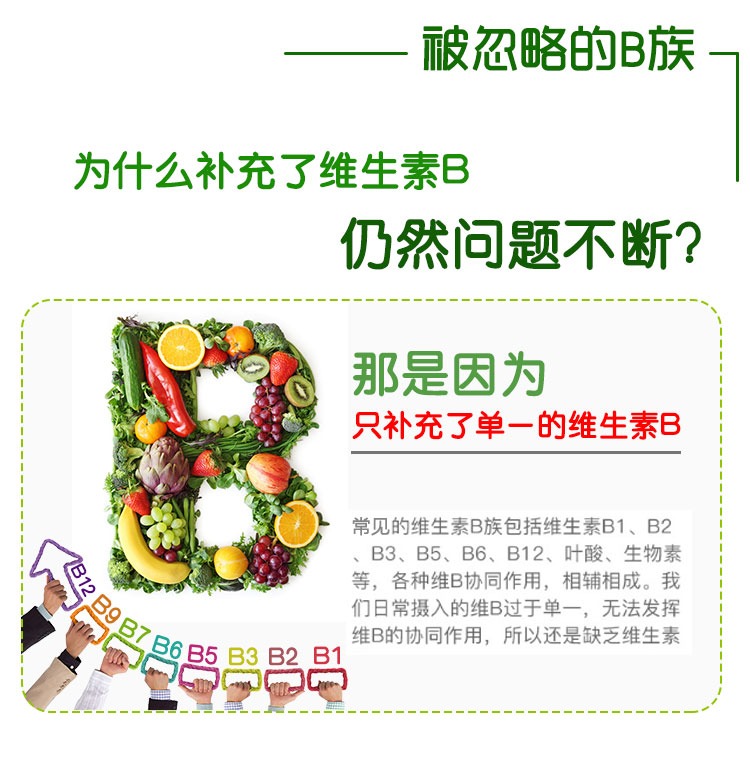 被忽略的B族
为什么补充了维生素B
仍然问题不断?
那是因为
只补充了单一的维生素B
常见的维生素B族包括维生素B1、B2
、B3、B5、B6、B12、叶酸、生物素
等，各种维B协同作用，相辅相成。我
们日常摄入的维B过于单一，无法发挥
维B的协同作用，所以还是缺乏维生素
B12
B9
B7
B6
B5
B3
B2
B1